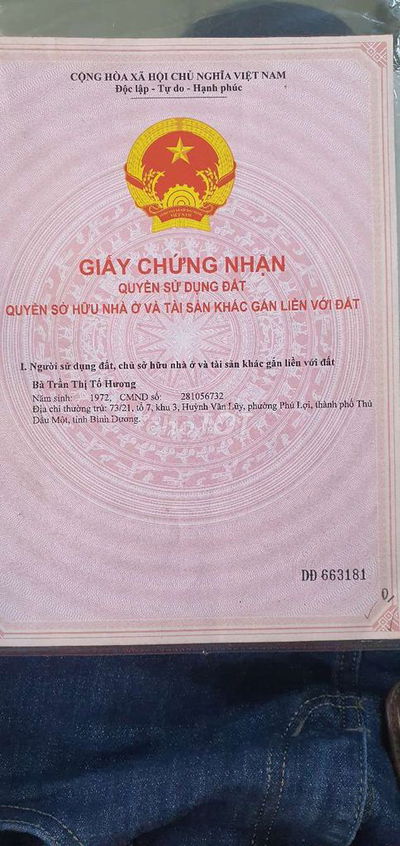 CỘNG HÒA XÃ HỘI CHỦ NGHĨA VIỆT NAM
Độc lập - Tự do - Hạnh phúc
VIỆT NAM
GIẤY CHỨNG NHẬN
QUYỀN SỬ DỤNG ĐẤT
QUYỀN SỞ HỮU NHÀ Ở VÀ TÀI SẢN KHÁC GẮN LIỀN VỚI ĐẤT
I. Người sử dụng đất, chủ sở hữu nhà ở và tài sản khác gắn liền với đất
Bà Trần Thị Tố Hương
Năm sinh: 1972, CMND số: 281056732
Địa chỉ thường trú: 73/21, tổ 7, khu 3, Huỳnh Văn Lũy, phường Phú Lợi, thành phố Thủ
Dầu Một, tỉnh Bình Dương.
DĐ 663181